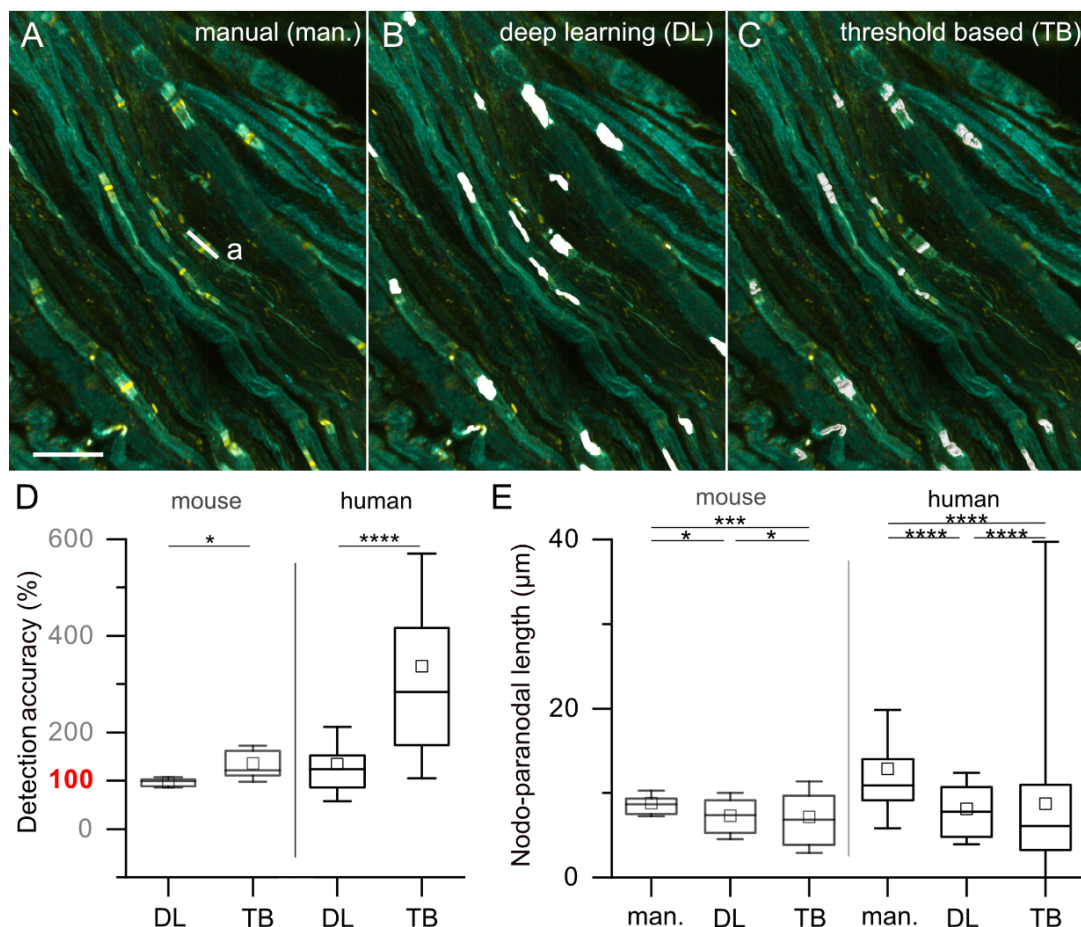 A manual (man.) B deep learning (DL) C threshold based (TB)
a
D mouse human
E mouse human
Detection accuracy (%)
600
400
200
100
0
* ****
DL TB DL TB
Nodo-paranodal length (µm)
40
20
0
*** ****
* * **** ****
man. DL TB man. DL TB